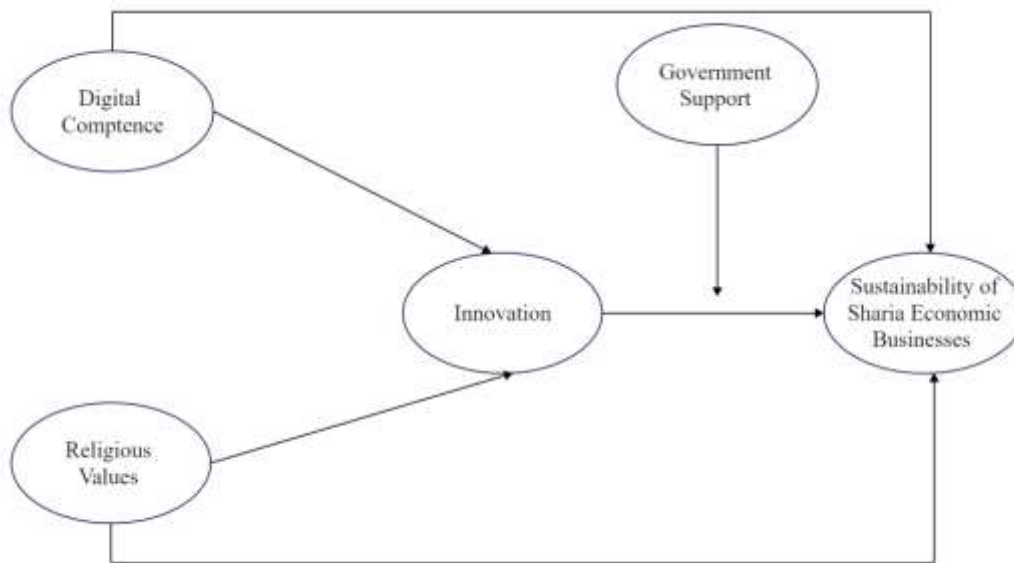 Digital
Comptence
Government
Support
Innovation
Sustainability of
Sharia Economic
Businesses
Religious
Values